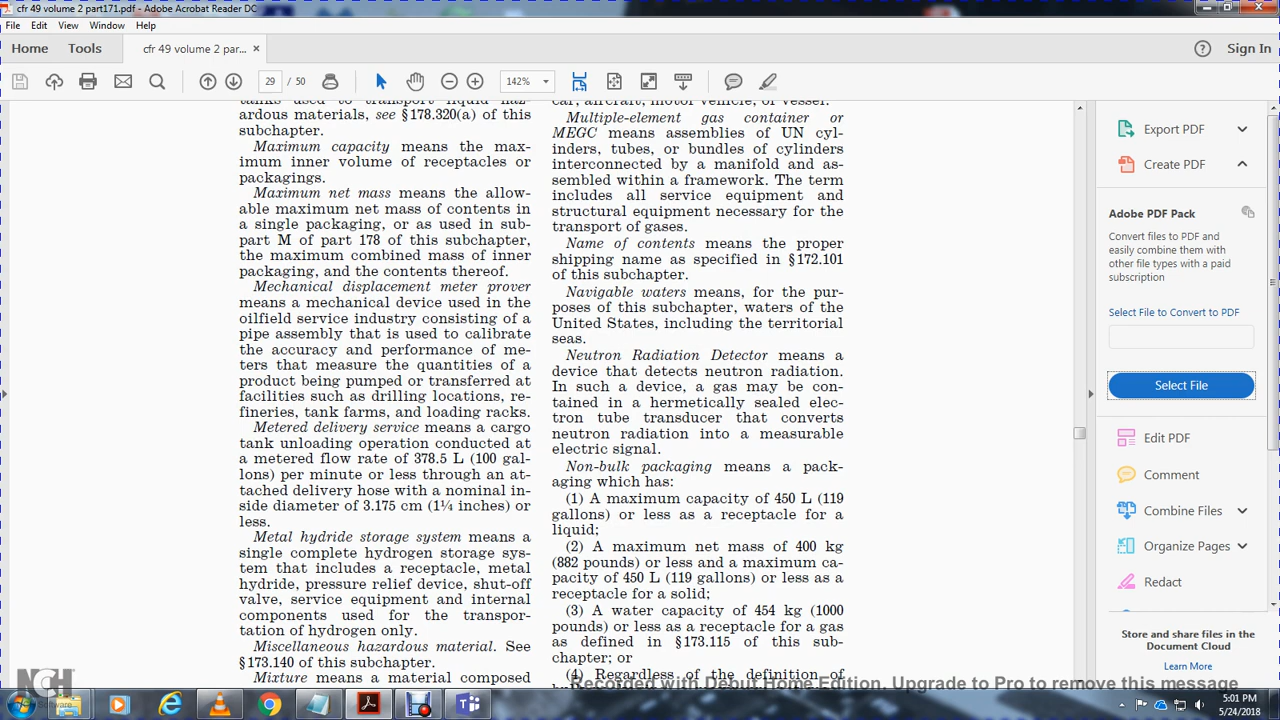 cfr 49 volume 2 part171.pdf - Adobe Acrobat Reader DC
File Edit View Window Help
Home Tools cfr 49 volume 2 par... × Sign In
29 / 50 142%
tanks used to transport liquid haz-
ardous materials, see §178.320(a) of this
subchapter.
Maximum capacity means the max-
imum inner volume of receptacles or
packagings.
Maximum net mass means the allow-
able maximum net mass of contents in
a single packaging, or as used in sub-
part M of part 178 of this subchapter,
the maximum combined mass of inner
packaging, and the contents thereof.
Mechanical displacement meter prover
means a mechanical device used in the
oilfield service industry consisting of a
pipe assembly that is used to calibrate
the accuracy and performance of me-
ters that measure the quantities of a
product being pumped or transferred at
facilities such as drilling locations, re-
fineries, tank farms, and loading racks.
Metered delivery service means a cargo
tank unloading operation conducted at
a metered flow rate of 378.5 L (100 gal-
lons) per minute or less through an at-
tached delivery hose with a nominal in-
side diameter of 3.175 cm (1¼ inches) or
less.
Metal hydride storage system means a
single complete hydrogen storage sys-
tem that includes a receptacle, metal
hydride, pressure relief device, shut-off
valve, service equipment and internal
components used for the transpor-
tation of hydrogen only.
Miscellaneous hazardous material. See
§173.140 of this subchapter.
Mixture means a material composed
car, aircraft, motor vehicle, or vessel.
Multiple-element gas container or
MEGC means assemblies of UN cyl-
inders, tubes, or bundles of cylinders
interconnected by a manifold and as-
sembled within a framework. The term
includes all service equipment and
structural equipment necessary for the
transport of gases.
Name of contents means the proper
shipping name as specified in §172.101
of this subchapter.
Navigable waters means, for the pur-
poses of this subchapter, waters of the
United States, including the territorial
seas.
Neutron Radiation Detector means a
device that detects neutron radiation.
In such a device, a gas may be con-
tained in a hermetically sealed elec-
tron tube transducer that converts
neutron radiation into a measurable
electric signal.
Non-bulk packaging means a pack-
aging which has:
(1) A maximum capacity of 450 L (119
gallons) or less as a receptacle for a
liquid;
(2) A maximum net mass of 400 kg
(882 pounds) or less and a maximum ca-
pacity of 450 L (119 gallons) or less as a
receptacle for a solid;
(3) A water capacity of 454 kg (1000
pounds) or less as a receptacle for a gas
as defined in §173.115 of this sub-
chapter; or
(4) Regardless of the definition of
Export PDF
Create PDF
Adobe PDF Pack
Convert files to PDF and
easily combine them with
other file types with a paid
subscription
Select File to Convert to PDF
Select File
Edit PDF
Comment
Combine Files
Organize Pages
Redact
Store and share files in the
Document Cloud
Learn More
NCH Software
Recorded with Debut Home Edition. Upgrade to Pro to remove this message
5:01 PM
5/24/2018